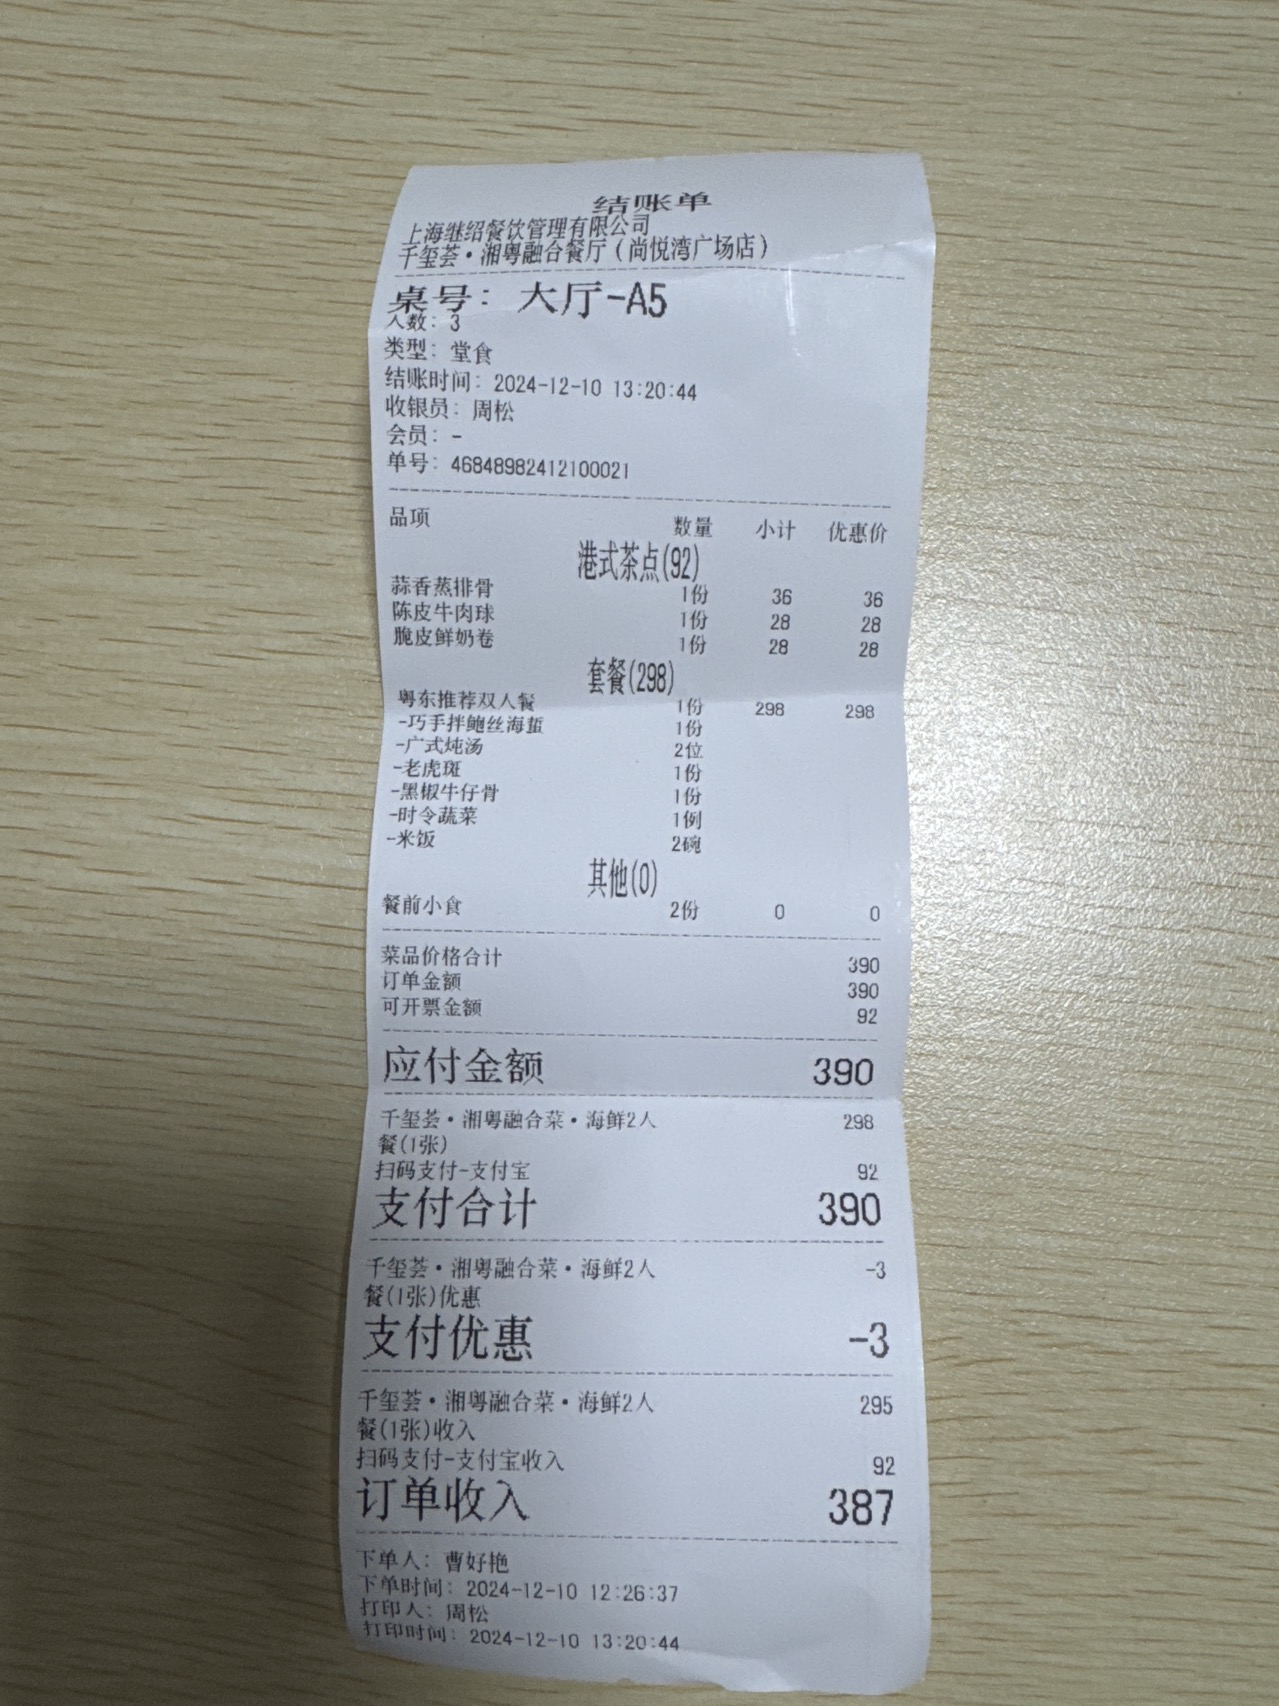 结账单
上海继绍餐饮管理有限公司
千玺荟·湘粤融合餐厅(尚悦湾广场店)
桌号: 大厅-A5
人数: 3
类型: 堂食
结账时间: 2024-12-10 13:20:44
收银员: 周松
会员: -
单号: 46848982412100021
品项 数量 小计 优惠价
港式茶点(92)
蒜香蒸排骨 1份 36 36
陈皮牛肉球 1份 28 28
脆皮鲜奶卷 1份 28 28
套餐(298)
粤东推荐双人餐 1份 298 298
-巧手拌鲍丝海蜇 1份
-广式炖汤 2位
-老虎斑 1份
-黑椒牛仔骨 1份
-时令蔬菜 1例
-米饭 2碗
其他(0)
餐前小食 2份 0 0
菜品价格合计 390
订单金额 390
可开票金额 92
应付金额 390
千玺荟·湘粤融合菜·海鲜2人 298
餐(1张)
扫码支付-支付宝 92
支付合计 390
千玺荟·湘粤融合菜·海鲜2人 -3
餐(1张)优惠
支付优惠 -3
千玺荟·湘粤融合菜·海鲜2人 295
餐(1张)收入
扫码支付-支付宝收入 92
订单收入 387
下单人: 曹好艳
下单时间: 2024-12-10 12:26:37
打印人: 周松
打印时间: 2024-12-10 13:20:44